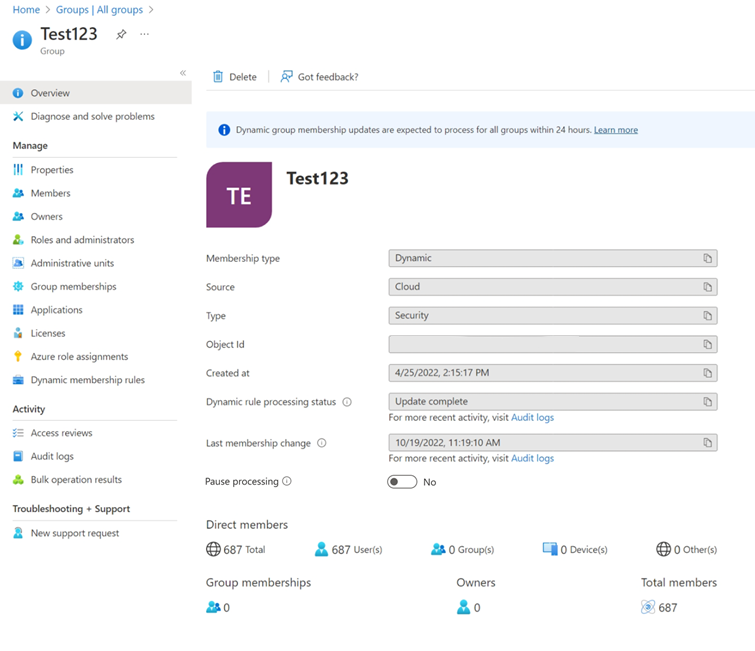 Home > Groups | All groups >
Test123 ...
Group
«
Overview
Diagnose and solve problems
Manage
Properties
Members
Owners
Roles and administrators
Administrative units
Group memberships
Applications
Licenses
Azure role assignments
Dynamic membership rules
Activity
Access reviews
Audit logs
Bulk operation results
Troubleshooting + Support
New support request
Delete | Got feedback?
Dynamic group membership updates are expected to process for all groups within 24 hours. Learn more
TE Test123
Membership type Dynamic
Source Cloud
Type Security
Object Id
Created at 4/25/2022, 2:15:17 PM
Dynamic rule processing status Update complete
For more recent activity, visit Audit logs
Last membership change 10/19/2022, 11:19:10 AM
For more recent activity, visit Audit logs
Pause processing No
Direct members
687 Total 687 User(s) 0 Group(s) 0 Device(s) 0 Other(s)
Group memberships Owners Total members
0 0 687